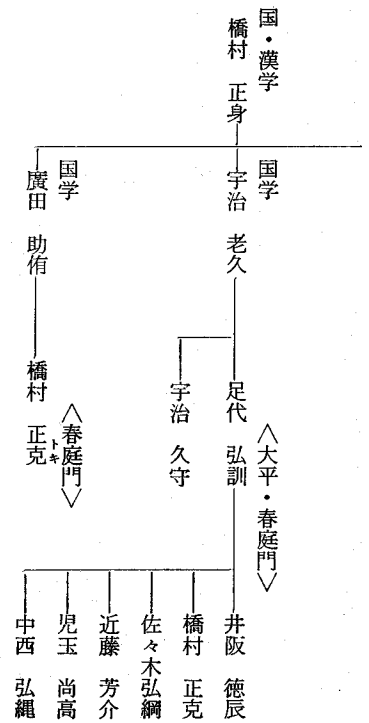 国・漢学
橋村 正身
国学
宇治 老久
国学
廣田 助侑
〈大平・春庭門〉
足代 弘訓
宇治 久守
〈春庭門〉
橋村 正克
トキ
井阪 徳辰
橋村 正克
佐々木弘綱
近藤 芳介
児玉 尚高
中西 弘縄